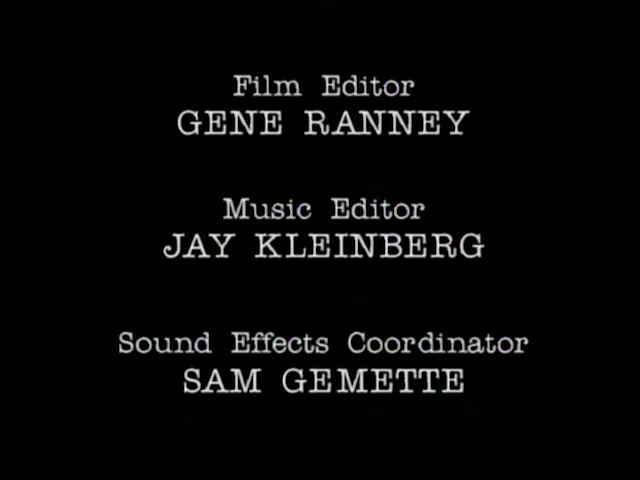 Film Editor
GENE RANNEY
Music Editor
JAY KLEINBERG
Sound Effects Coordinator
SAM GEMETTE